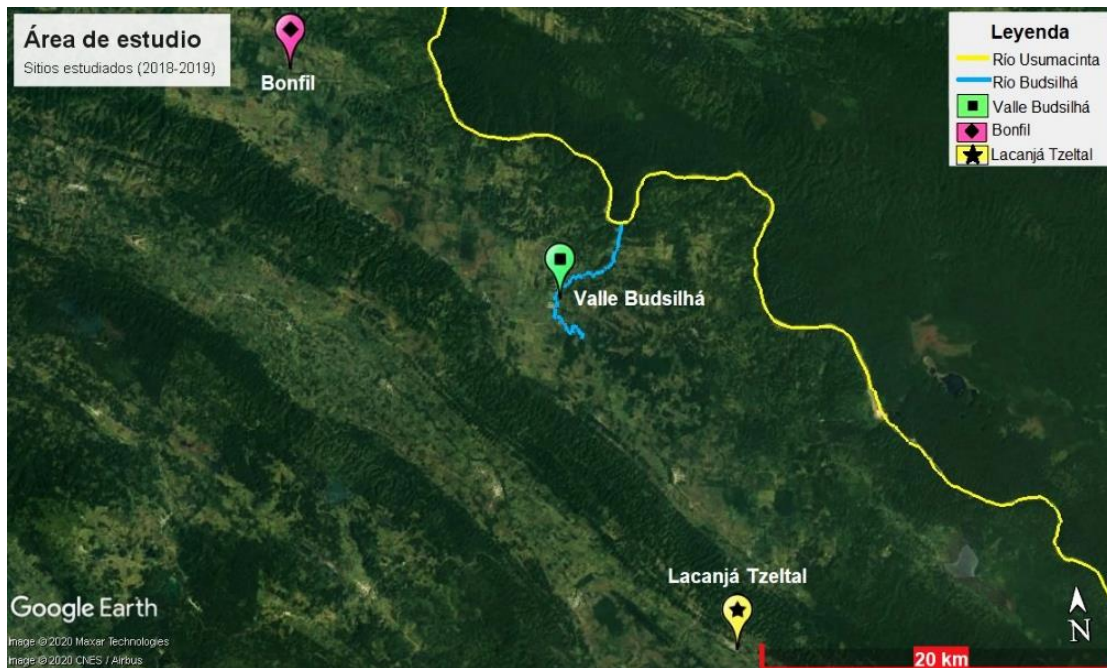 Área de estudio
Sitios estudiados (2018-2019)
Bonfil
Leyenda
Río Usumacinta
Río Budsilhá
Valle Budsilhá
Bonfil
Lacanjá Tzeltal
Valle Budsilhá
Lacanjá Tzeltal
Google Earth
Image © 2020 Maxar Technologies
Image © 2020 CNES / Airbus
N
20 km